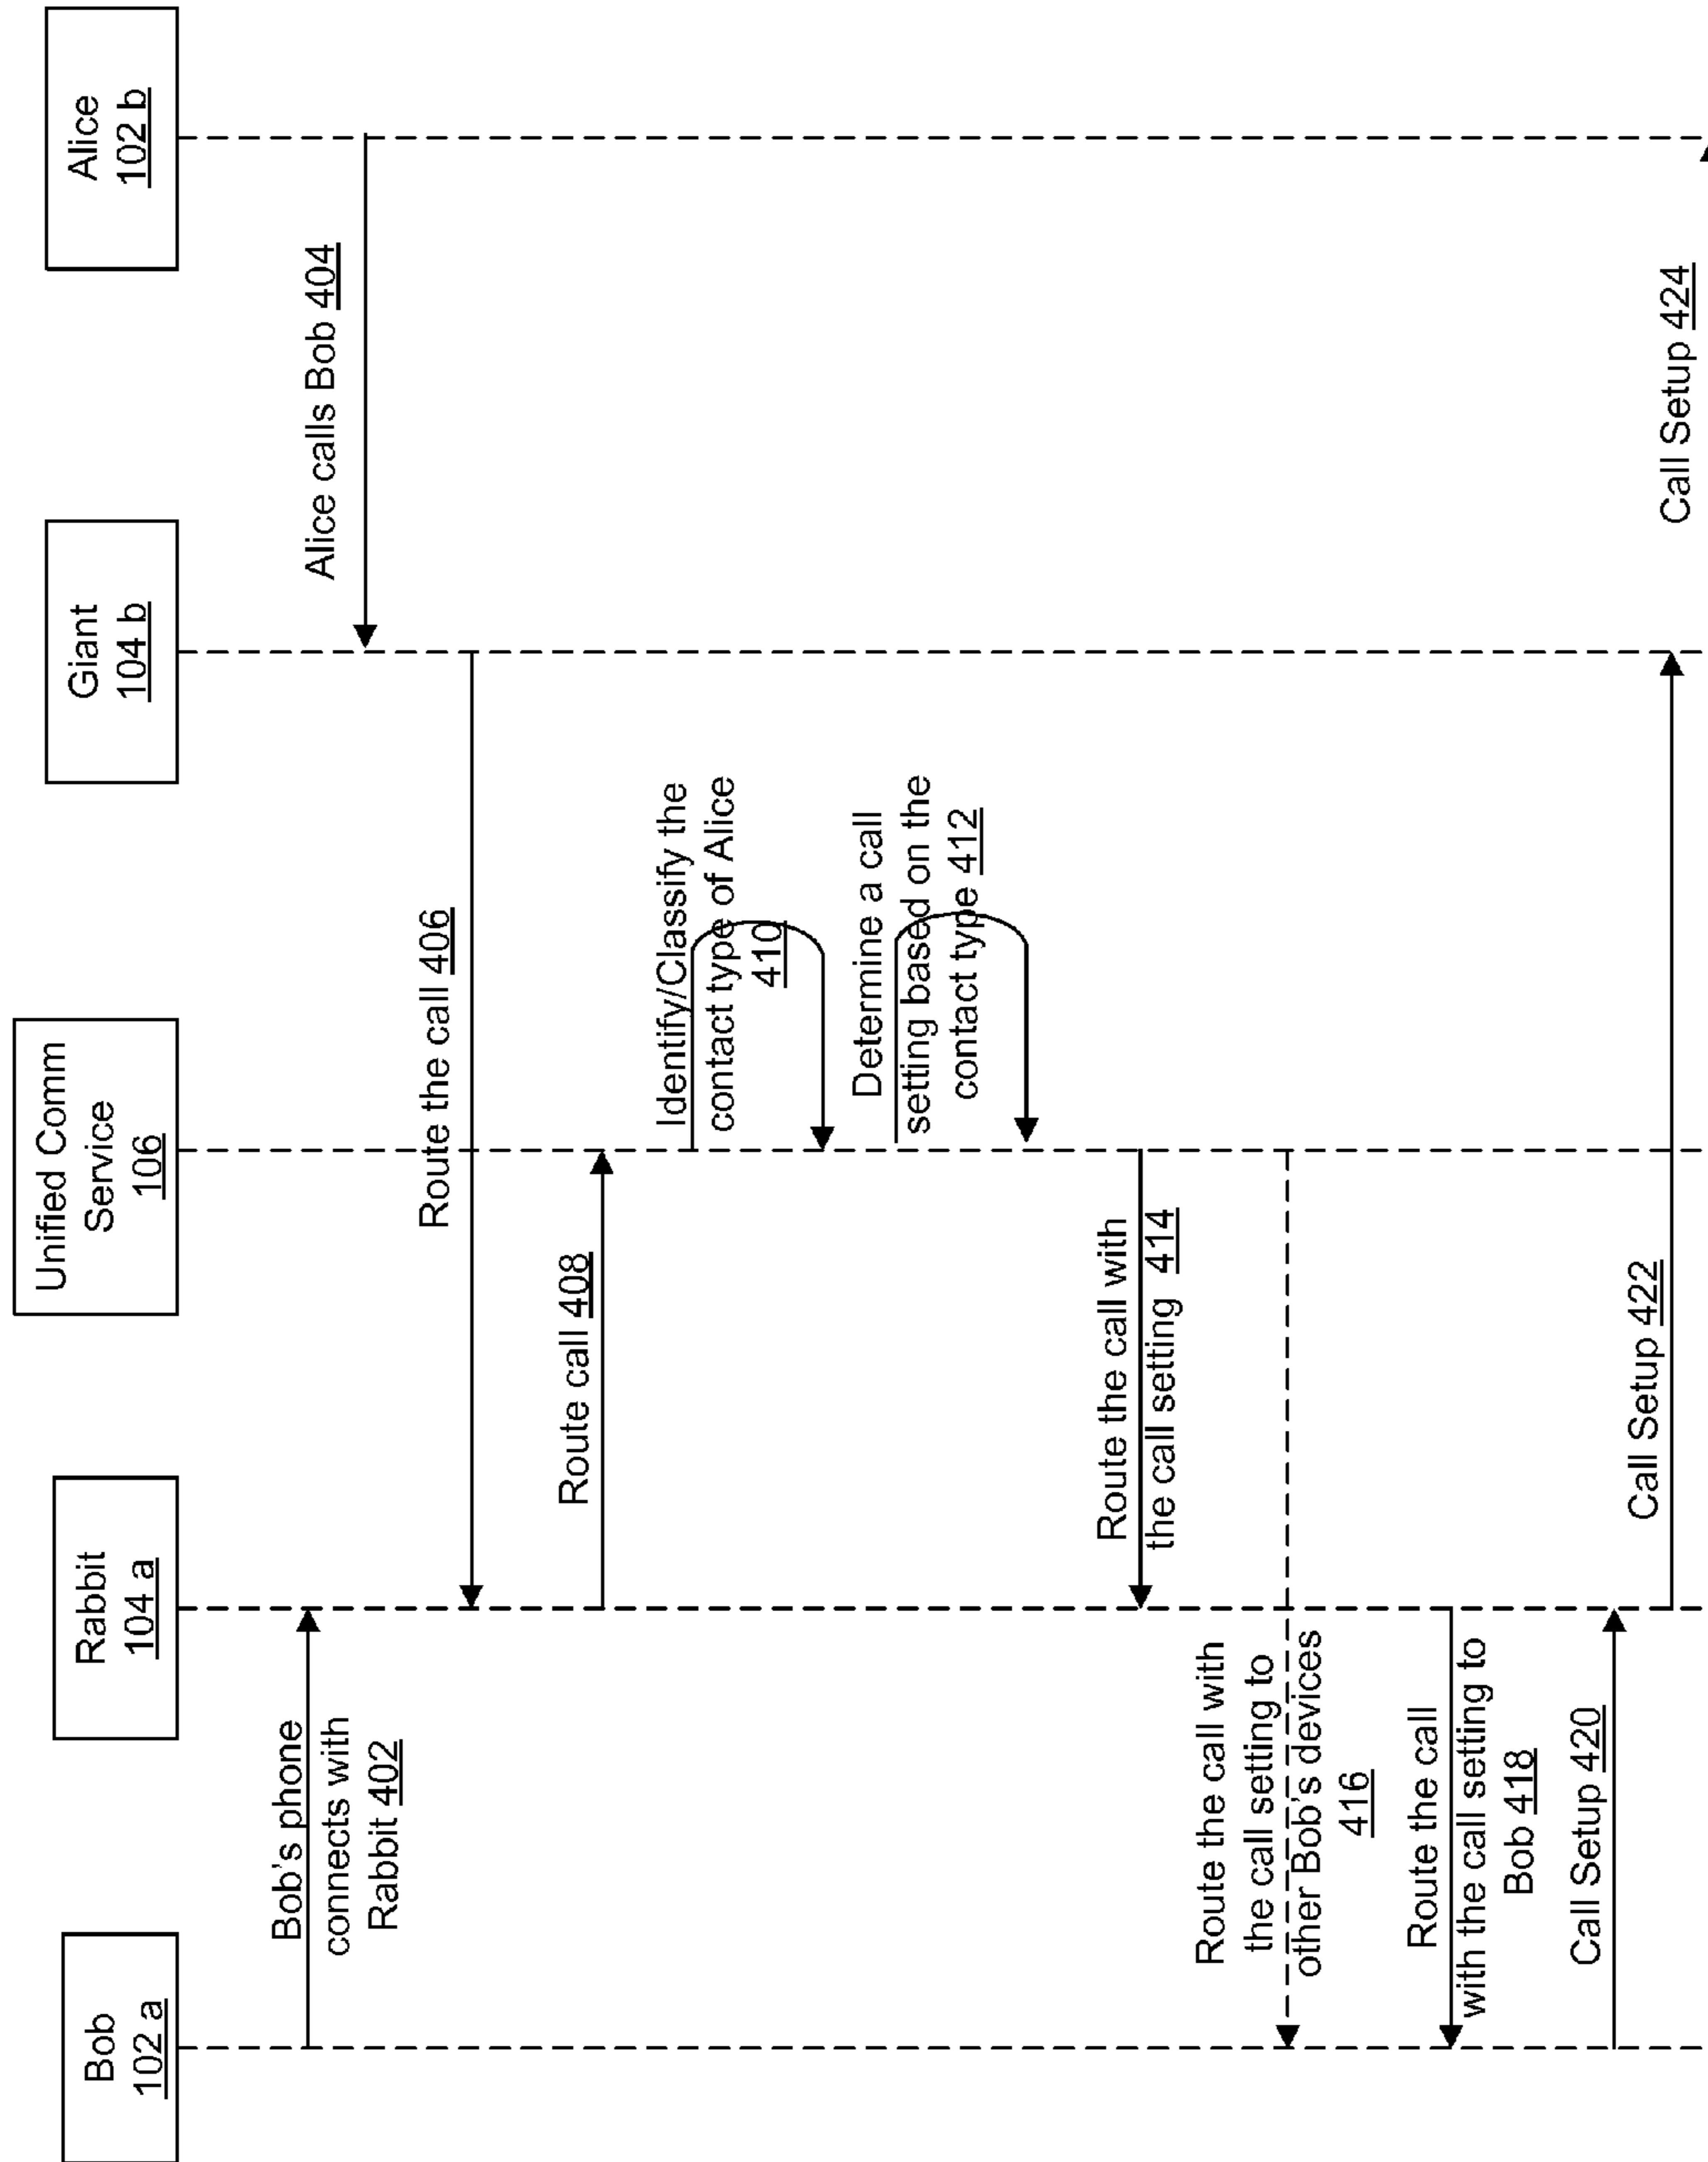 Bob
102 a
Rabbit
104 a
Unified Comm
Service
106
Giant
104 b
Alice
102 b
Bob's phone
connects with
Rabbit 402
Alice calls Bob 404
Route the call 406
Route call 408
Identify/Classify the
contact type of Alice
410
Determine a call
setting based on the
contact type 412
Route the call with
the call setting 414
Route the call with
the call setting to
other Bob's devices
416
Route the call
with the call setting to
Bob 418
Call Setup 420
Call Setup 422
Call Setup 424